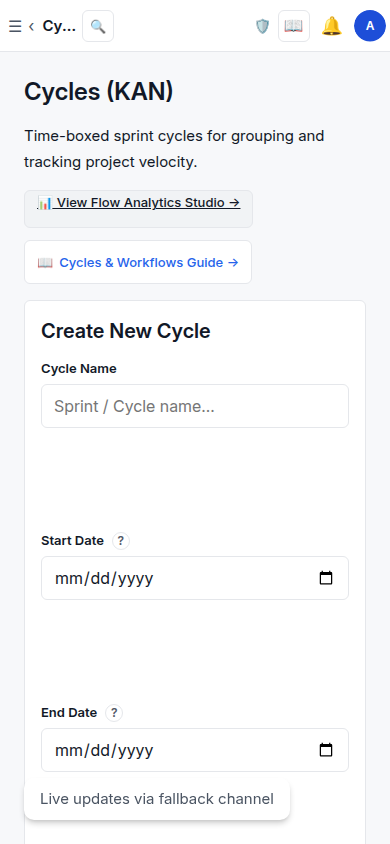 Cy...
A
Cycles (KAN)
Time-boxed sprint cycles for grouping and
tracking project velocity.
View Flow Analytics Studio →
Cycles & Workflows Guide →
Create New Cycle
Cycle Name
Sprint / Cycle name...
Start Date ?
mm/dd/yyyy
End Date ?
mm/dd/yyyy
Live updates via fallback channel